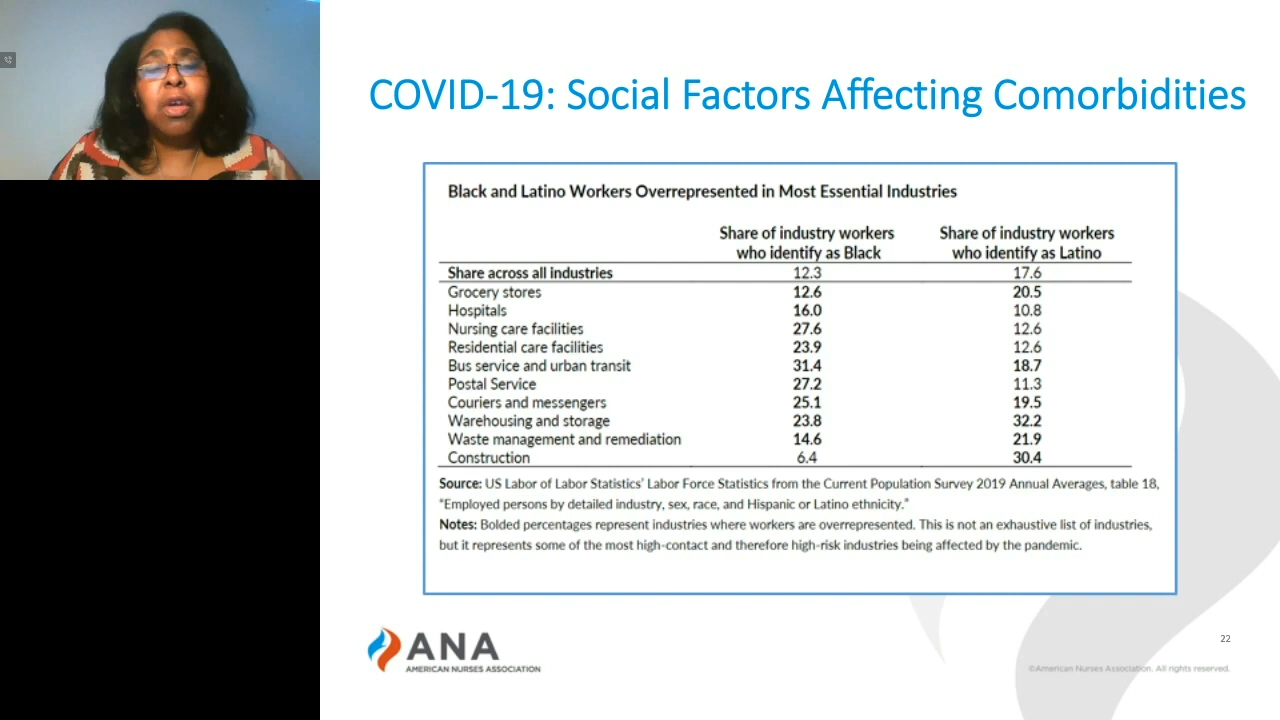 COVID-19: Social Factors Affecting Comorbidities
Black and Latino Workers Overrepresented in Most Essential Industries
Share of industry workers who identify as Black
Share of industry workers who identify as Latino
Share across all industries 12.3 17.6
Grocery stores 12.6 20.5
Hospitals 16.0 10.8
Nursing care facilities 27.6 12.6
Residential care facilities 23.9 12.6
Bus service and urban transit 31.4 18.7
Postal Service 27.2 11.3
Couriers and messengers 25.1 19.5
Warehousing and storage 23.8 32.2
Waste management and remediation 14.6 21.9
Construction 6.4 30.4
Source: US Labor of Labor Statistics’ Labor Force Statistics from the Current Population Survey 2019 Annual Averages, table 18,
“Employed persons by detailed industry, sex, race, and Hispanic or Latino ethnicity.”
Notes: Bolded percentages represent industries where workers are overrepresented. This is not an exhaustive list of industries,
but it represents some of the most high-contact and therefore high-risk industries being affected by the pandemic.
ANA
AMERICAN NURSES ASSOCIATION
22
©American Nurses Association. All rights reserved.